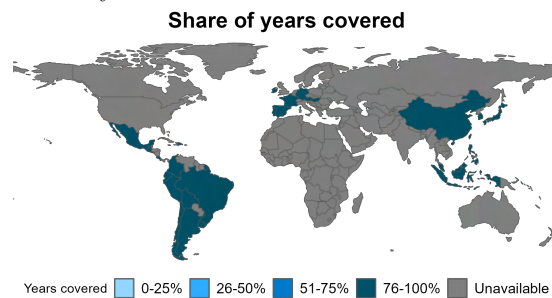 Share of years covered
Years covered 0-25% 26-50% 51-75% 76-100% Unavailable